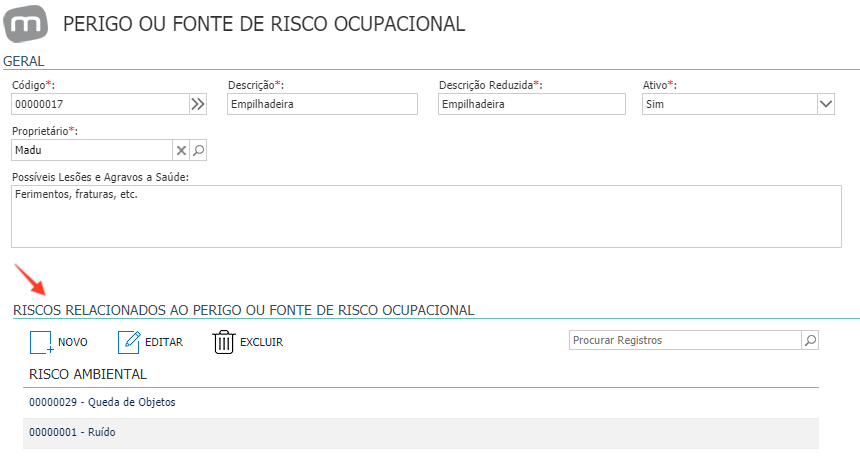 m
PERIGO OU FONTE DE RISCO OCUPACIONAL
GERAL
Código*: Descrição*: Descrição Reduzida*: Ativo*:
00000017 Empilhadeira Empilhadeira Sim
Proprietário*:
Madu
Possíveis Lesões e Agravos a Saúde:
Ferimentos, fraturas, etc.
RISCOS RELACIONADOS AO PERIGO OU FONTE DE RISCO OCUPACIONAL
NOVO EDITAR EXCLUIR Procurar Registros
RISCO AMBIENTAL
00000029 - Queda de Objetos
00000001 - Ruído